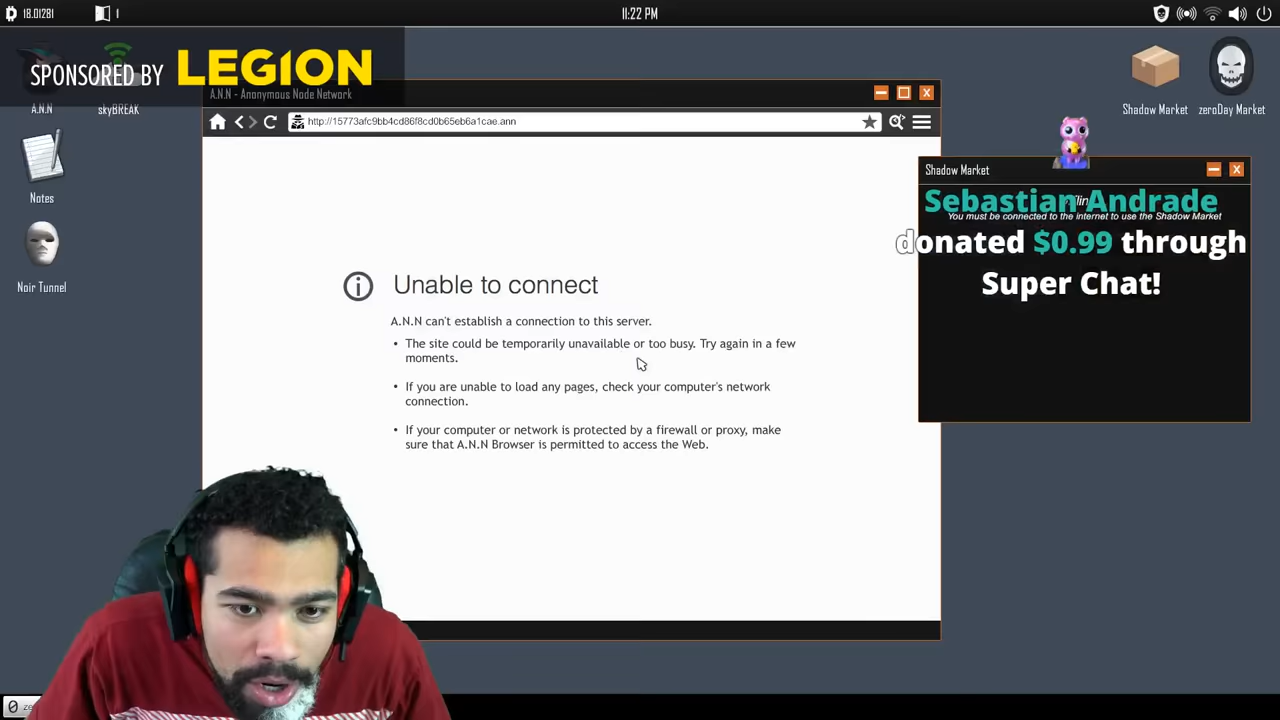 18.01281
1
11:22 PM
SPONSORED BY LEGION
A.N.N
skyBREAK
Notes
Noir Tunnel
A.N.N - Anonymous Node Network
http://15773afc9bb4cd86f8cd0b65eb6a1cae.ann
Unable to connect
A.N.N can't establish a connection to this server.
• The site could be temporarily unavailable or too busy. Try again in a few
moments.
• If you are unable to load any pages, check your computer's network
connection.
• If your computer or network is protected by a firewall or proxy, make
sure that A.N.N Browser is permitted to access the Web.
Shadow Market
zeroDay Market
Shadow Market
You must be connected to the internet to use the Shadow Market
Sebastian Andrade
donated $0.99 through
Super Chat!